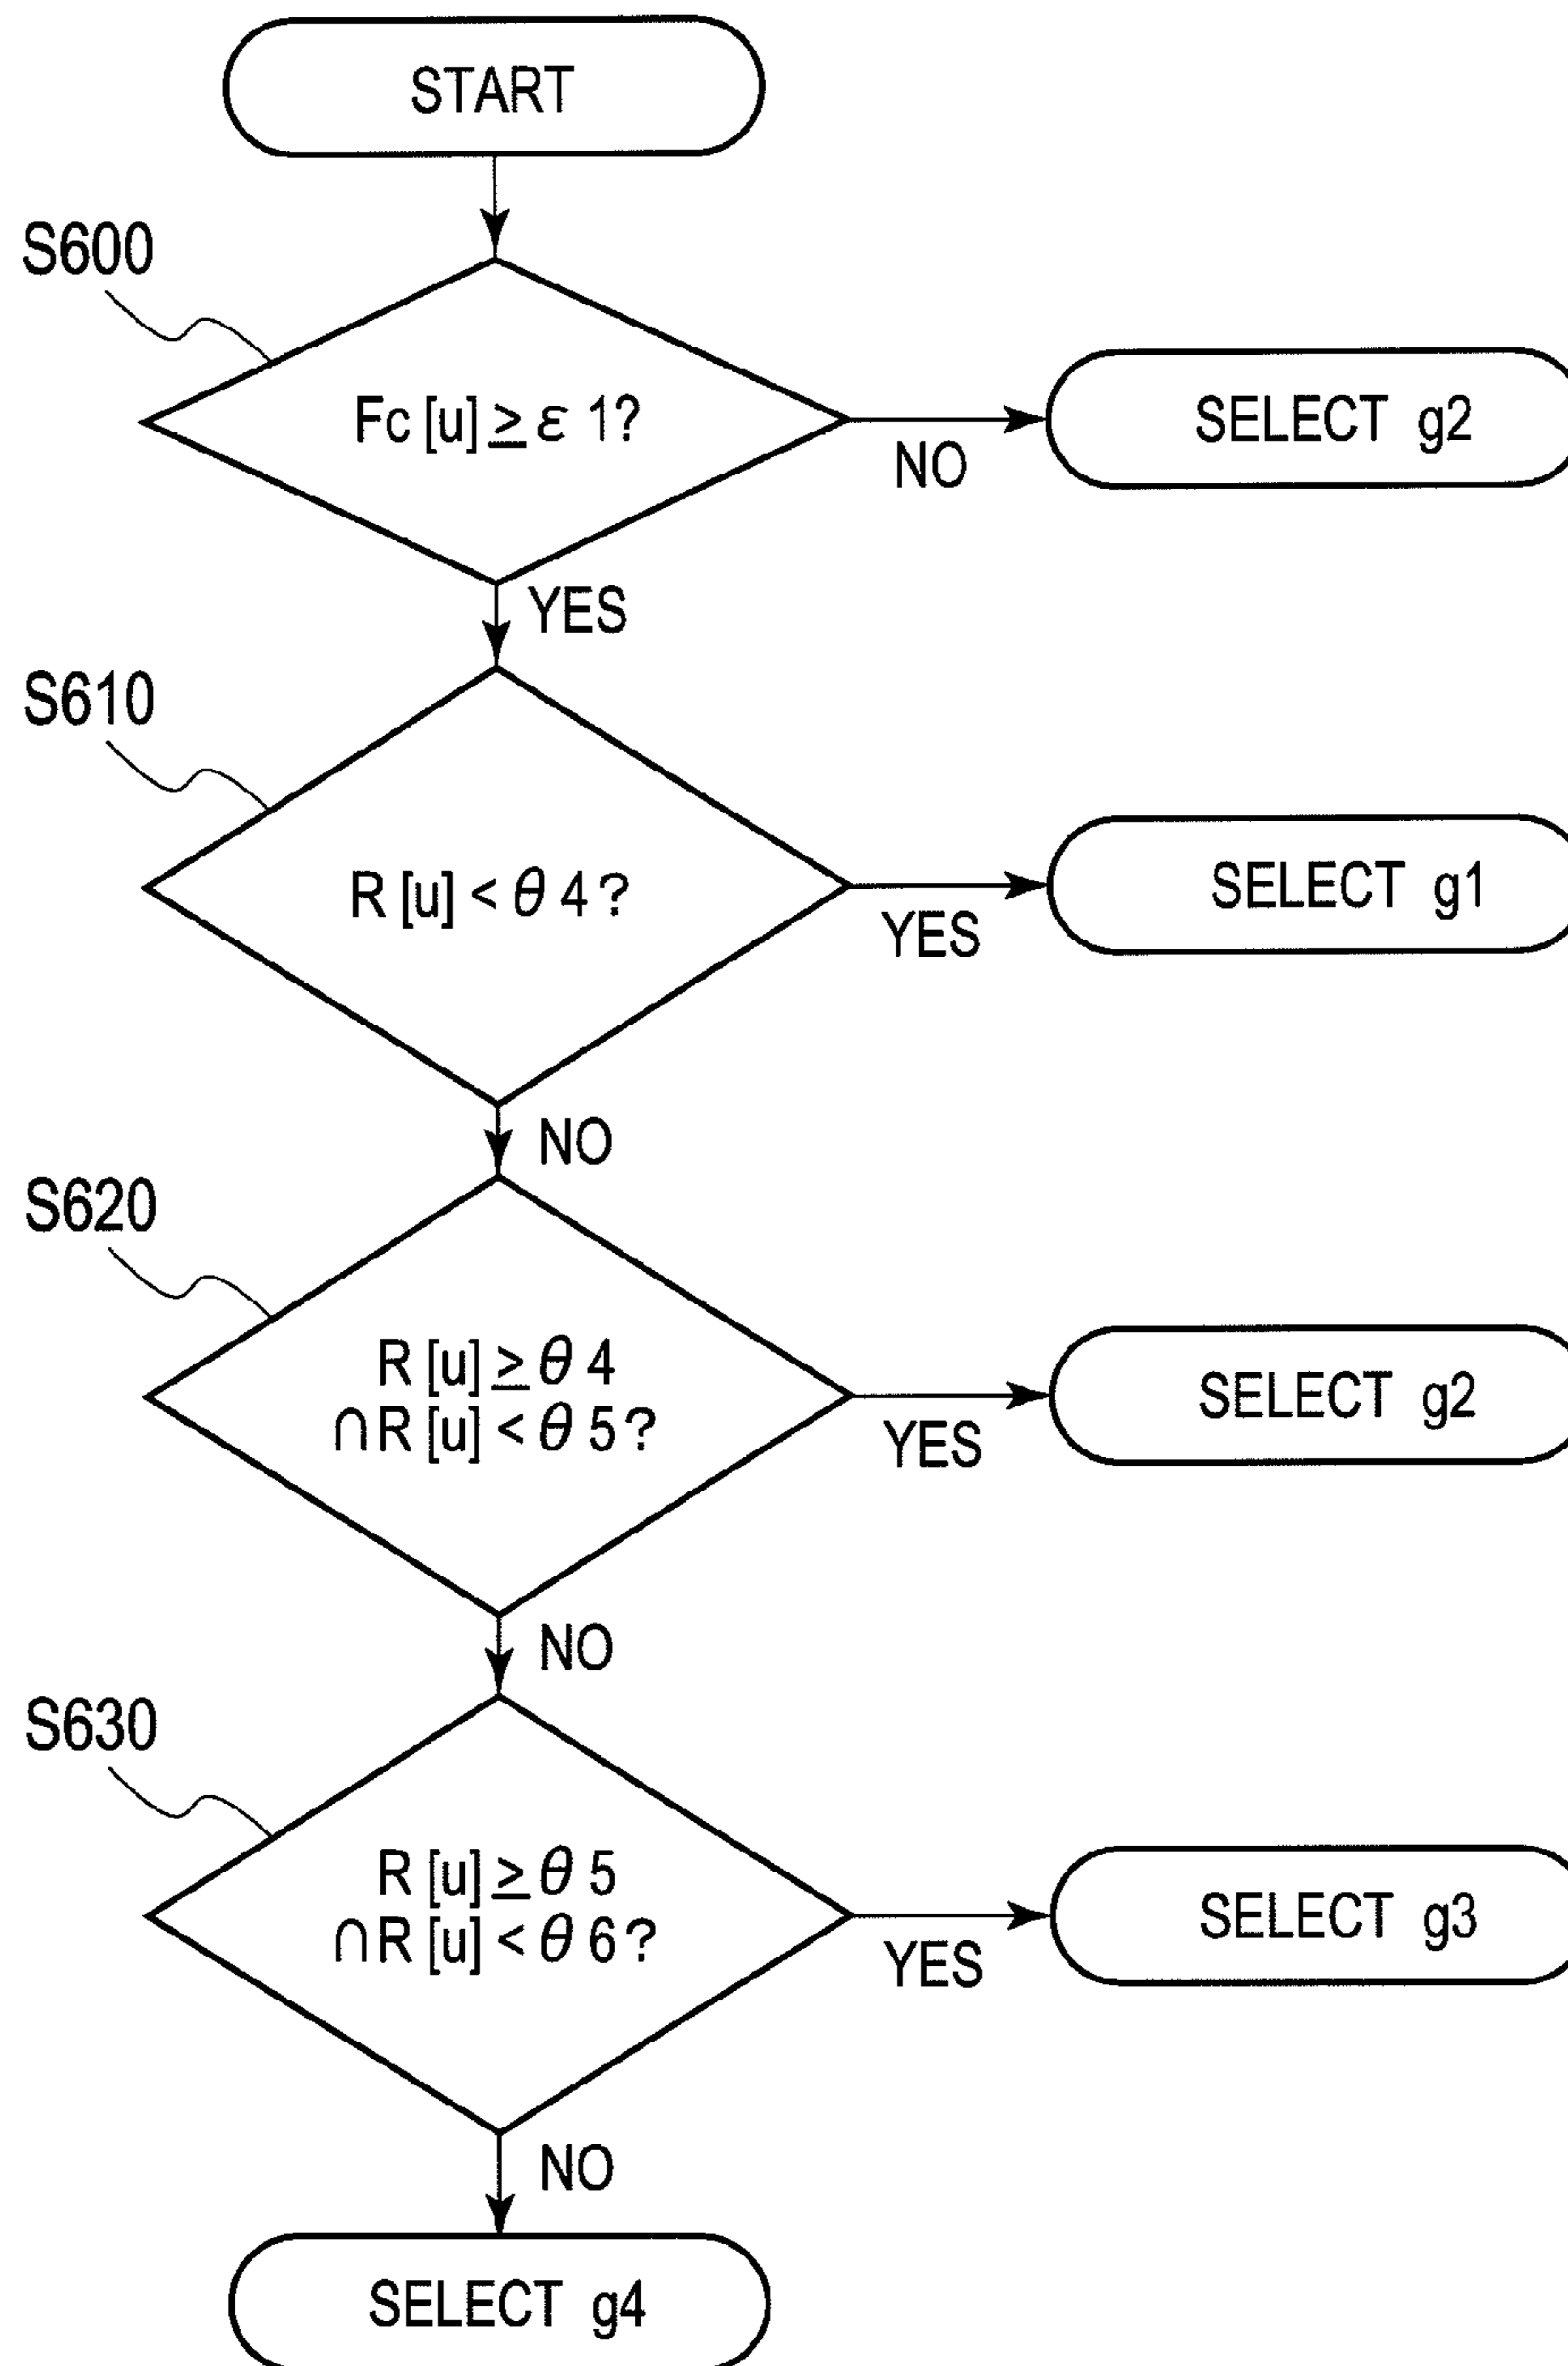 START
S600
Fc [u] ≥ ε 1?
NO
SELECT g2
YES
S610
R [u] < θ 4 ?
YES
SELECT g1
NO
S620
R [u] ≥ θ 4
∩ R [u] < θ 5 ?
YES
SELECT g2
NO
S630
R [u] ≥ θ 5
∩ R [u] < θ 6 ?
YES
SELECT g3
NO
SELECT g4